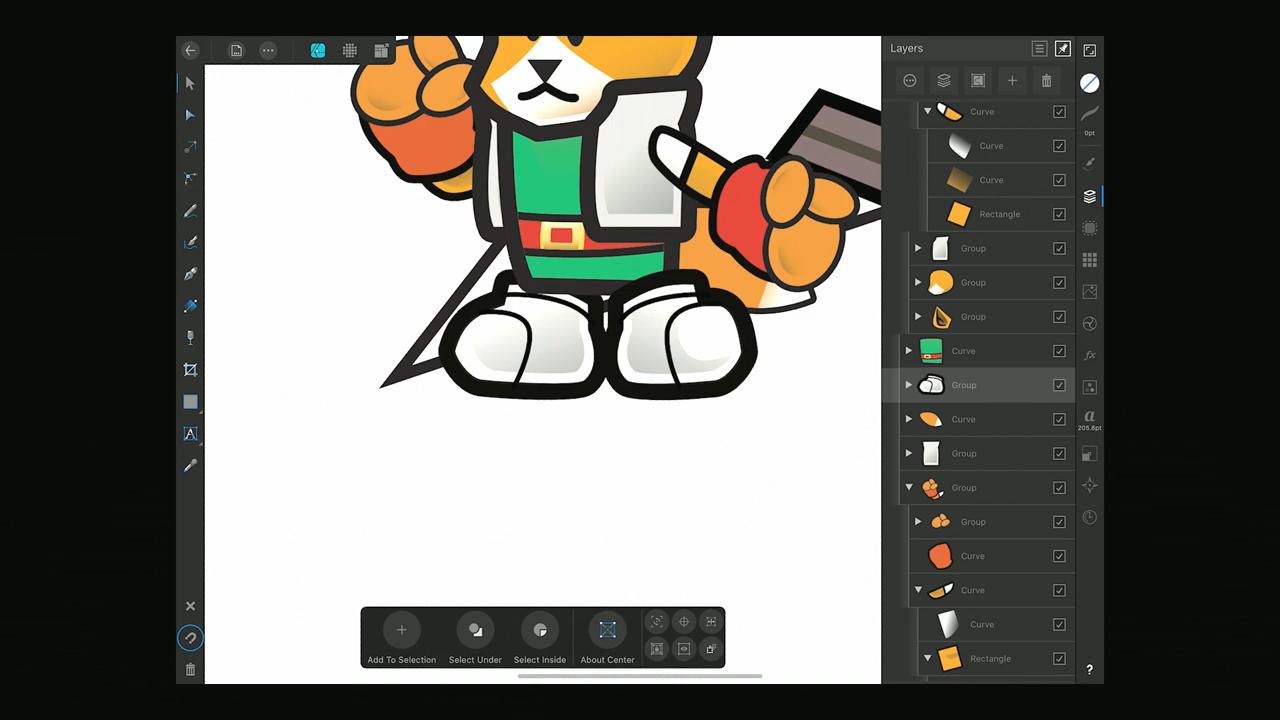 Layers
Curve
Curve
Curve
Rectangle
Group
Group
Group
Curve
Group
Curve
Group
Group
Group
Curve
Curve
Curve
Rectangle
0pt
fx
a
205.8pt
?
A
Add To Selection
Select Under
Select Inside
About Center